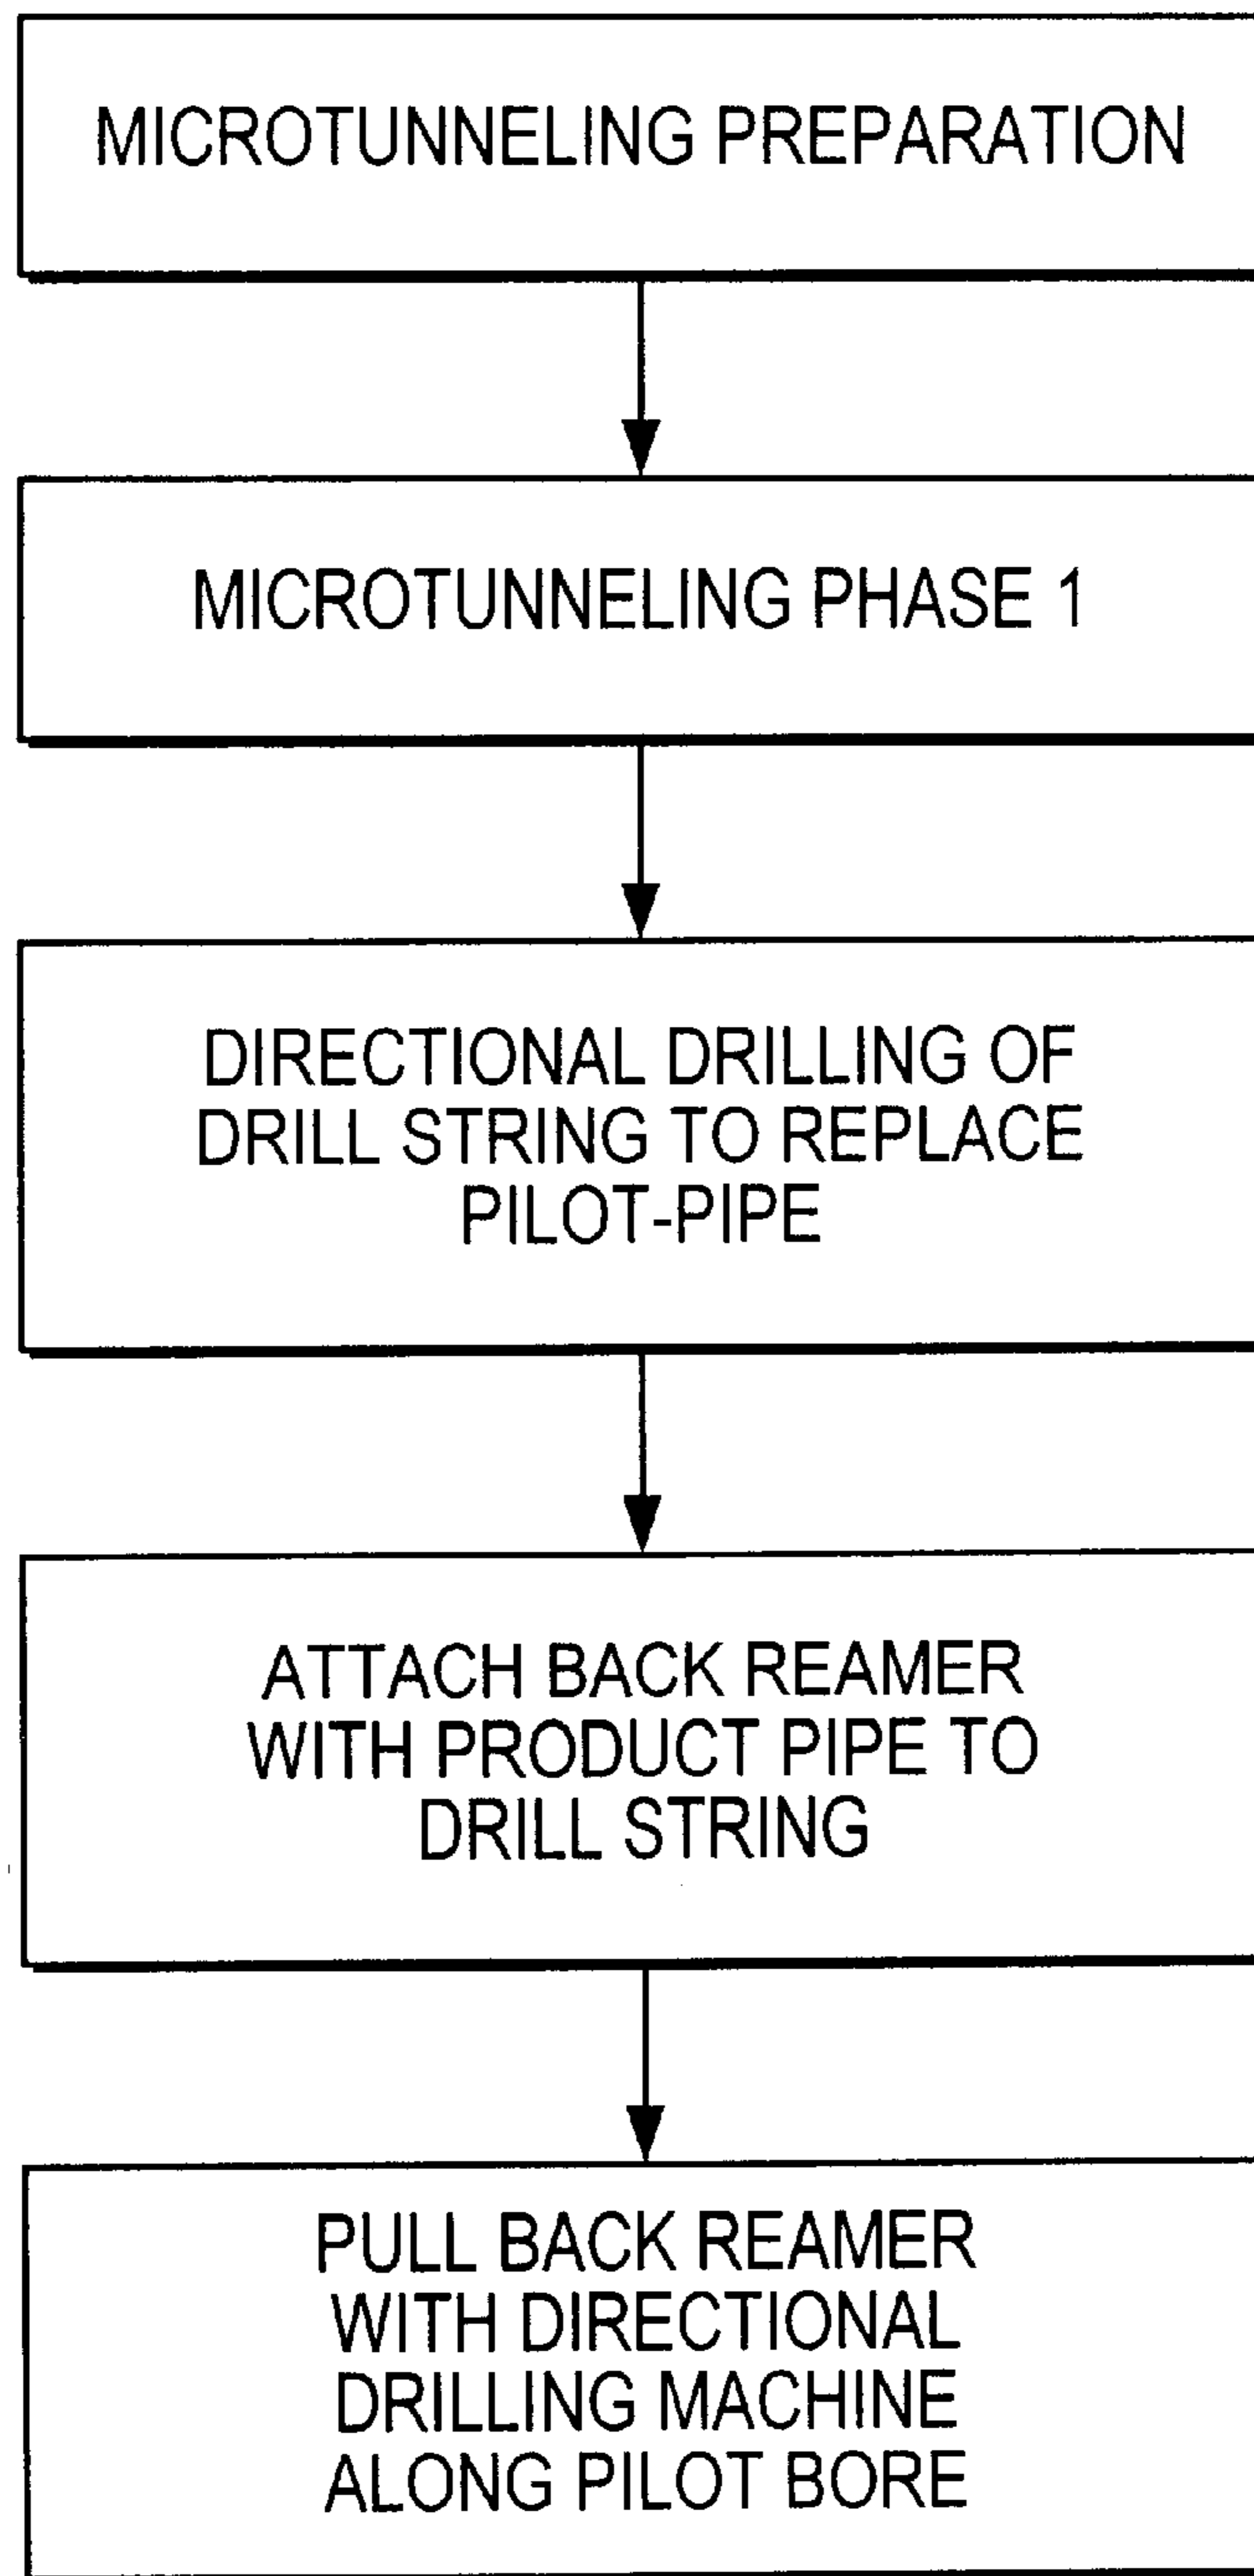 MICROTUNNELING PREPARATION
MICROTUNNELING PHASE 1
DIRECTIONAL DRILLING OF
DRILL STRING TO REPLACE
PILOT-PIPE
ATTACH BACK REAMER
WITH PRODUCT PIPE TO
DRILL STRING
PULL BACK REAMER
WITH DIRECTIONAL
DRILLING MACHINE
ALONG PILOT BORE